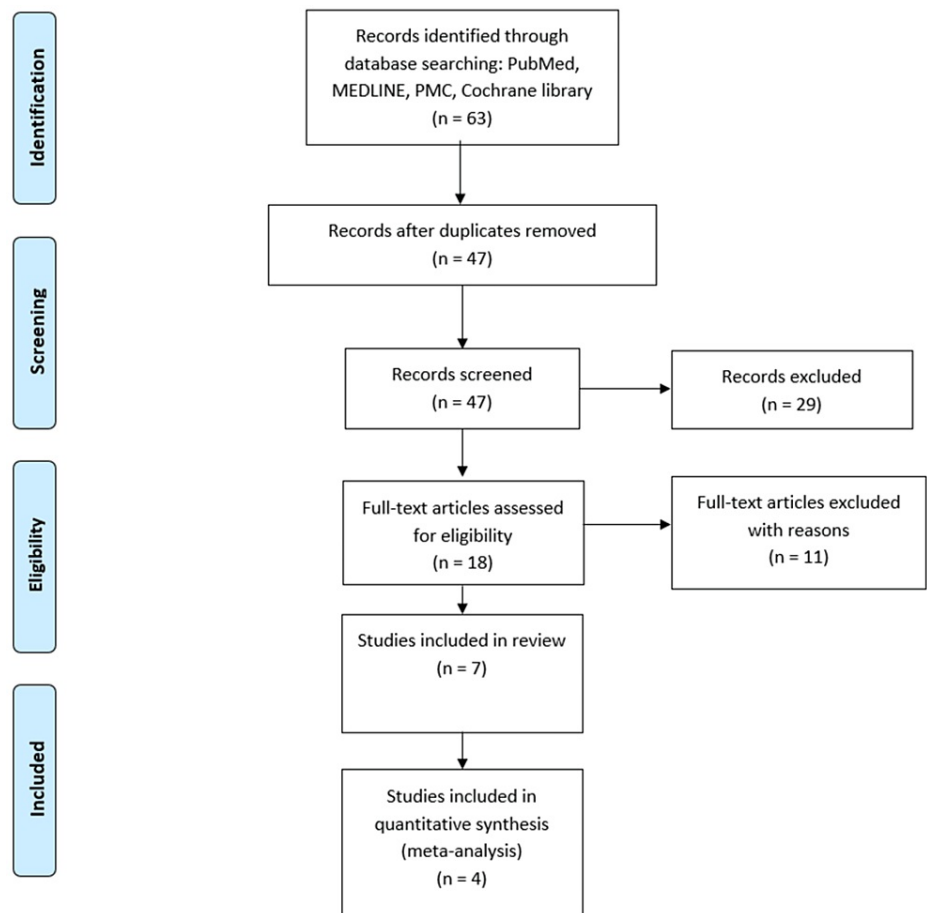 Identification
Records identified through
database searching: PubMed,
MEDLINE, PMC, Cochrane library
(n = 63)
Records after duplicates removed
(n = 47)
Screening
Records screened
(n = 47)
Records excluded
(n = 29)
Eligibility
Full-text articles assessed
for eligibility
(n = 18)
Full-text articles excluded
with reasons
(n = 11)
Studies included in review
(n = 7)
Included
Studies included in
quantitative synthesis
(meta-analysis)
(n = 4)